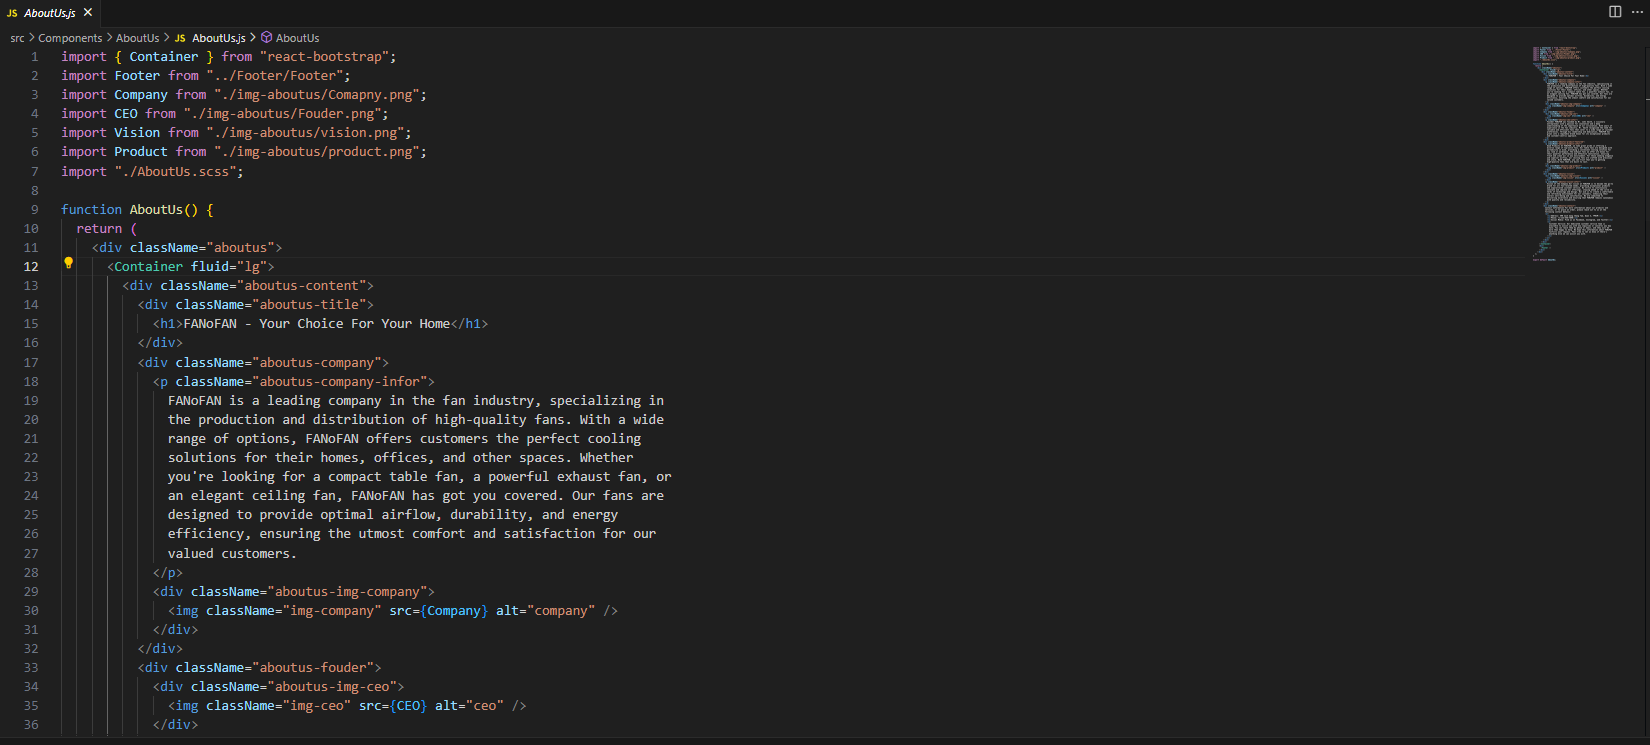 JS AboutUs.js
src > Components > AboutUs > JS AboutUs.js > AboutUs
1 import { Container } from "react-bootstrap";
2 import Footer from "../Footer/Footer";
3 import Company from "./img-aboutus/Comapny.png";
4 import CEO from "./img-aboutus/Fouder.png";
5 import Vision from "./img-aboutus/vision.png";
6 import Product from "./img-aboutus/product.png";
7 import "./AboutUs.scss";
8
9 function AboutUs() {
10 return (
11 <div className="aboutus">
12 <Container fluid="lg">
13 <div className="aboutus-content">
14 <div className="aboutus-title">
15 <h1>FANoFAN - Your Choice For Your Home</h1>
16 </div>
17 <div className="aboutus-company">
18 <p className="aboutus-company-infor">
19 FANoFAN is a leading company in the fan industry, specializing in
20 the production and distribution of high-quality fans. With a wide
21 range of options, FANoFAN offers customers the perfect cooling
22 solutions for their homes, offices, and other spaces. Whether
23 you're looking for a compact table fan, a powerful exhaust fan, or
24 an elegant ceiling fan, FANoFAN has got you covered. Our fans are
25 designed to provide optimal airflow, durability, and energy
26 efficiency, ensuring the utmost comfort and satisfaction for our
27 valued customers.
28 </p>
29 <div className="aboutus-img-company">
30 <img className="img-company" src={Company} alt="company" />
31 </div>
32 </div>
33 <div className="aboutus-fouder">
34 <div className="aboutus-img-ceo">
35 <img className="img-ceo" src={CEO} alt="ceo" />
36 </div>